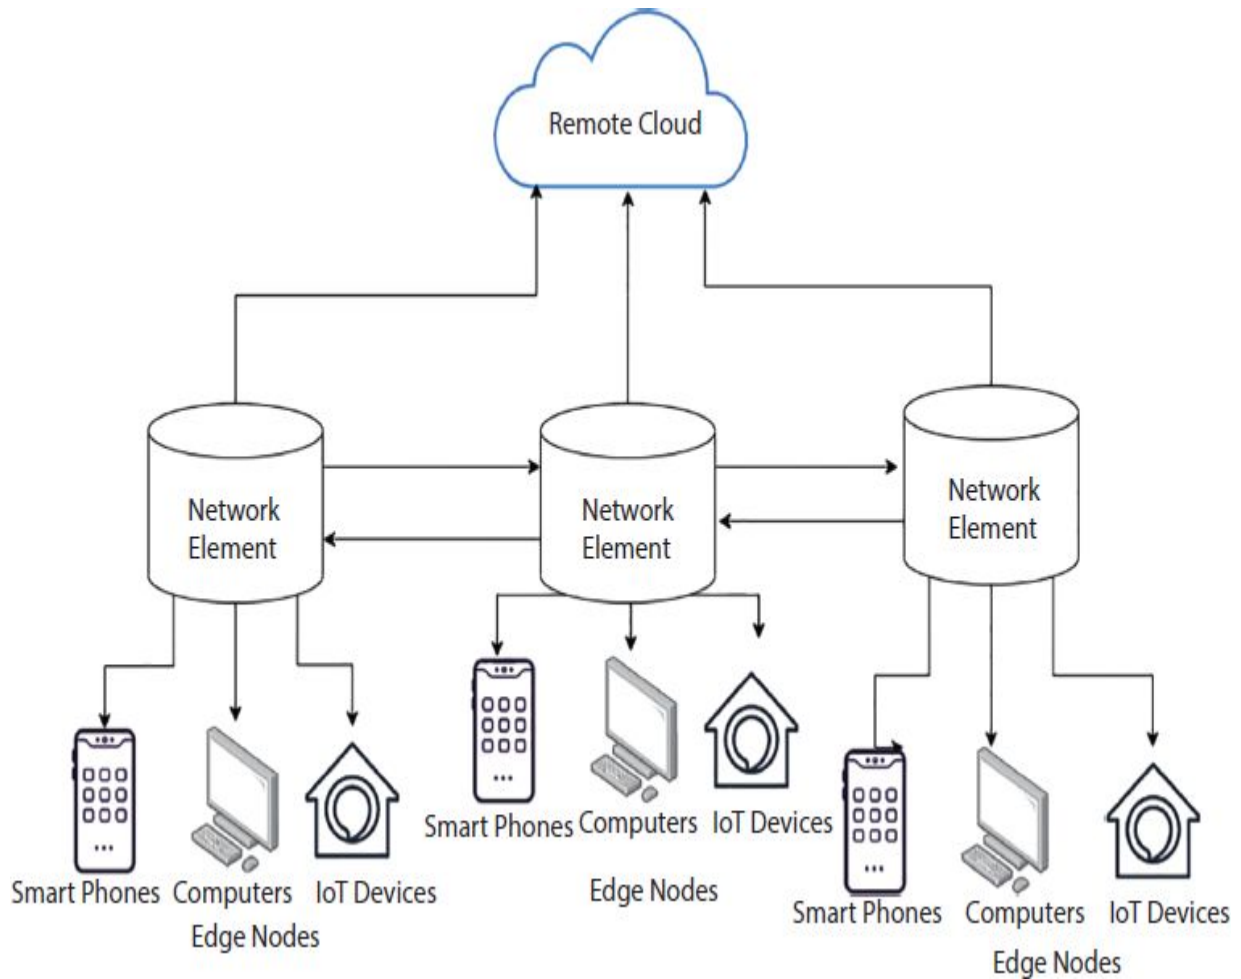 Remote Cloud
Network
Element
Network
Element
Network
Element
Smart Phones
Computers
IoT Devices
Edge Nodes
Smart Phones
Computers
IoT Devices
Edge Nodes
Smart Phones
Computers
IoT Devices
Edge Nodes